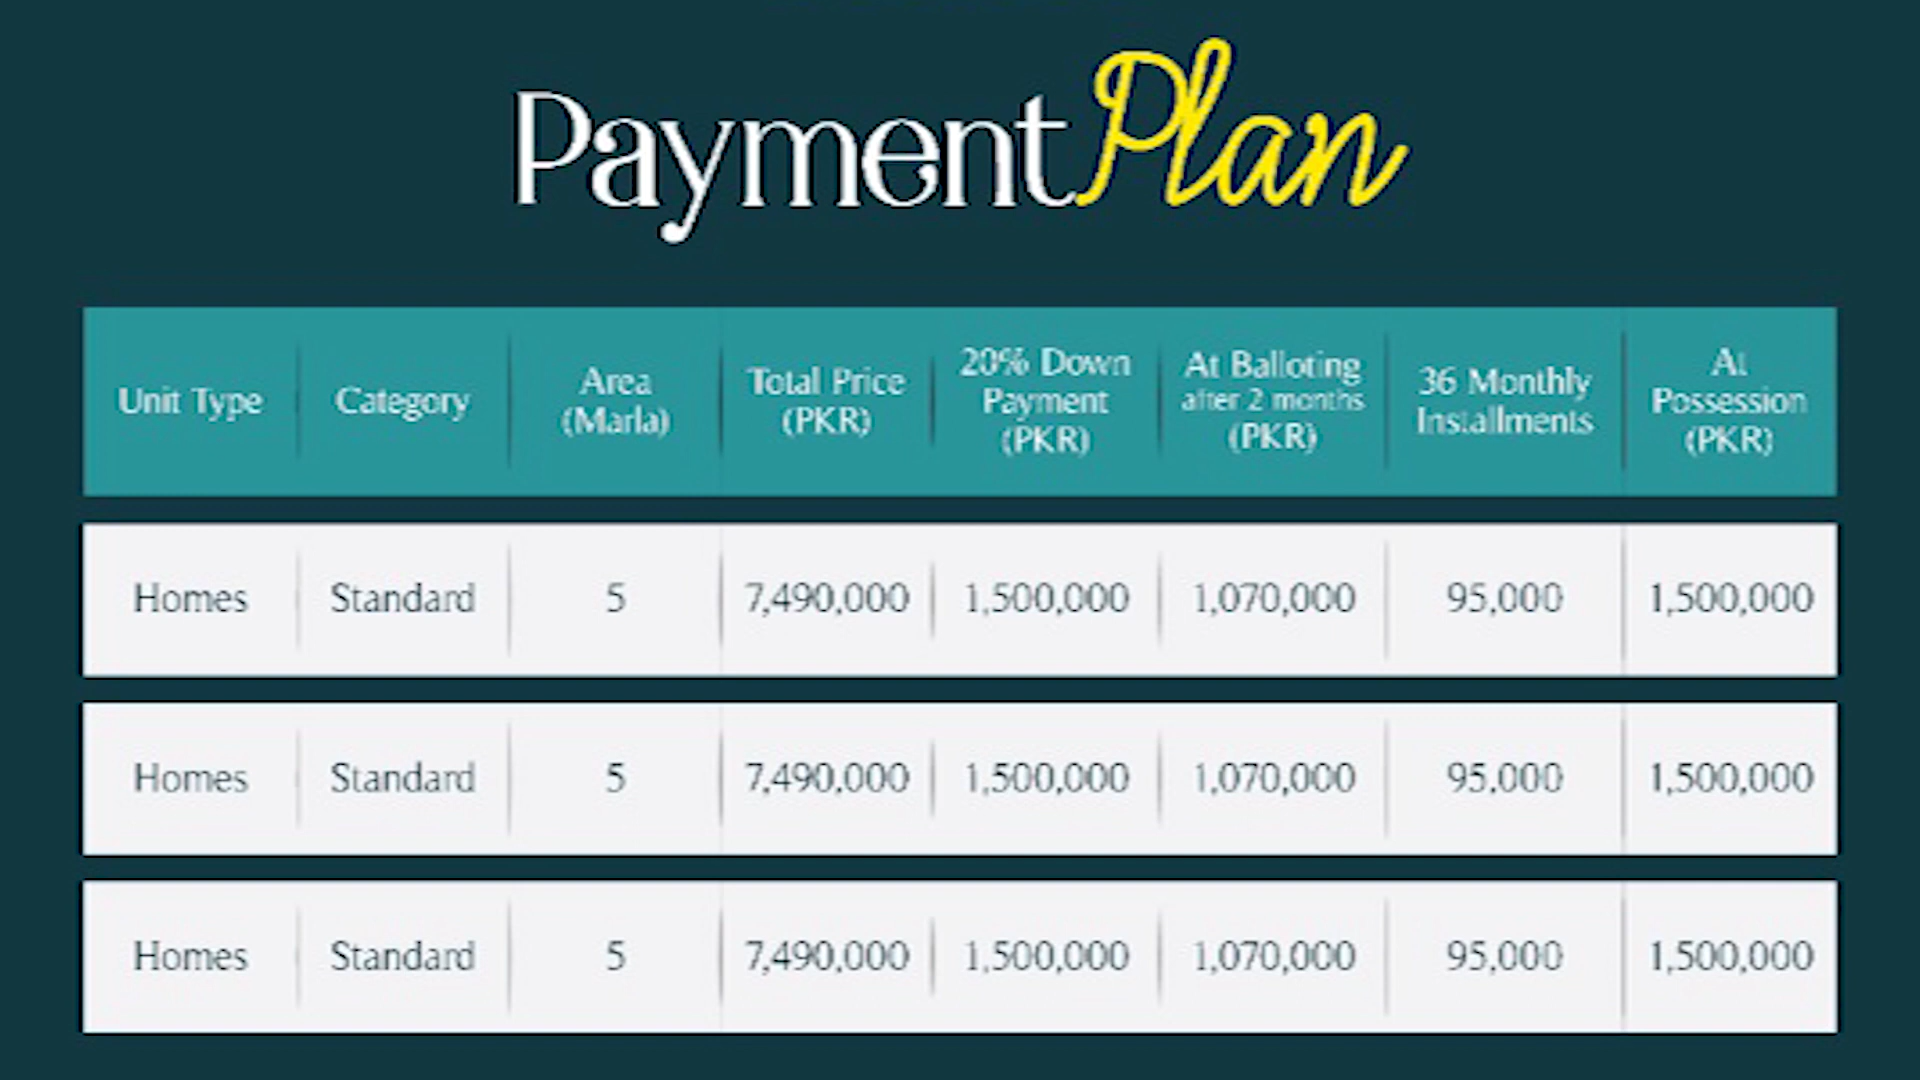 Payment Plan
Unit Type
Category
Area
(Marla)
Total Price
(PKR)
20% Down
Payment
(PKR)
At Balloting
after 2 months
(PKR)
36 Monthly
Installments
At
Possession
(PKR)
Homes Standard 5 7,490,000 1,500,000 1,070,000 95,000 1,500,000
Homes Standard 5 7,490,000 1,500,000 1,070,000 95,000 1,500,000
Homes Standard 5 7,490,000 1,500,000 1,070,000 95,000 1,500,000